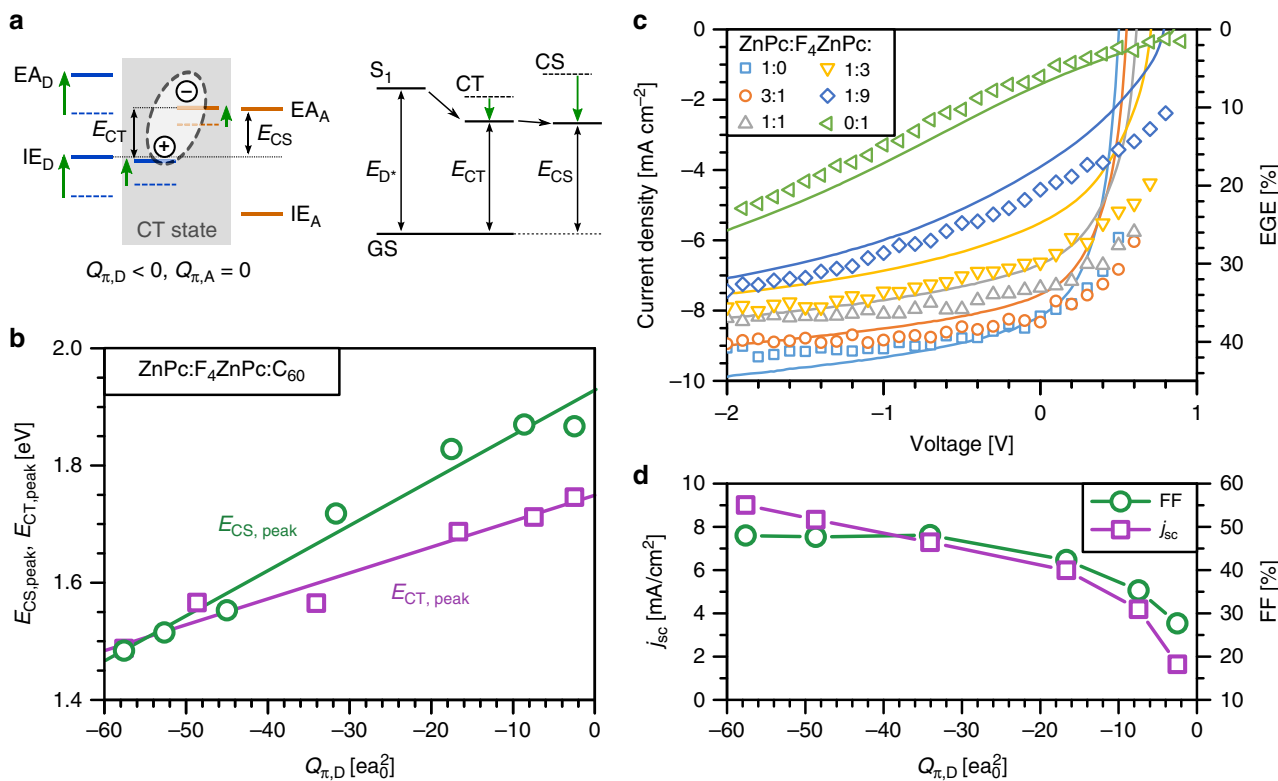 a
EA_D
E_CT
IE_D
−
+
EA_A
E_CS
IE_A
CT state
Q_π,D < 0, Q_π,A = 0
S_1
CT
CS
E_D*
E_CT
E_CS
GS
b
ZnPc:F_4ZnPc:C_60
E_CS, peak
E_CT, peak
E_CS,peak, E_CT,peak [eV]
2.0
1.8
1.6
1.4
−60 −50 −40 −30 −20 −10 0
Q_π,D [ea_0^2]
c
ZnPc:F_4ZnPc:
1:0 1:3
3:1 1:9
1:1 0:1
Current density [mA cm^−2]
0
−2
−4
−6
−8
−10
−2 −1 0 1
Voltage [V]
EGE [%]
0
10
20
30
40
d
FF
j_sc
j_sc [mA/cm^2]
10
8
6
4
2
0
FF [%]
60
50
40
30
20
10
−60 −50 −40 −30 −20 −10 0
Q_π,D [ea_0^2]